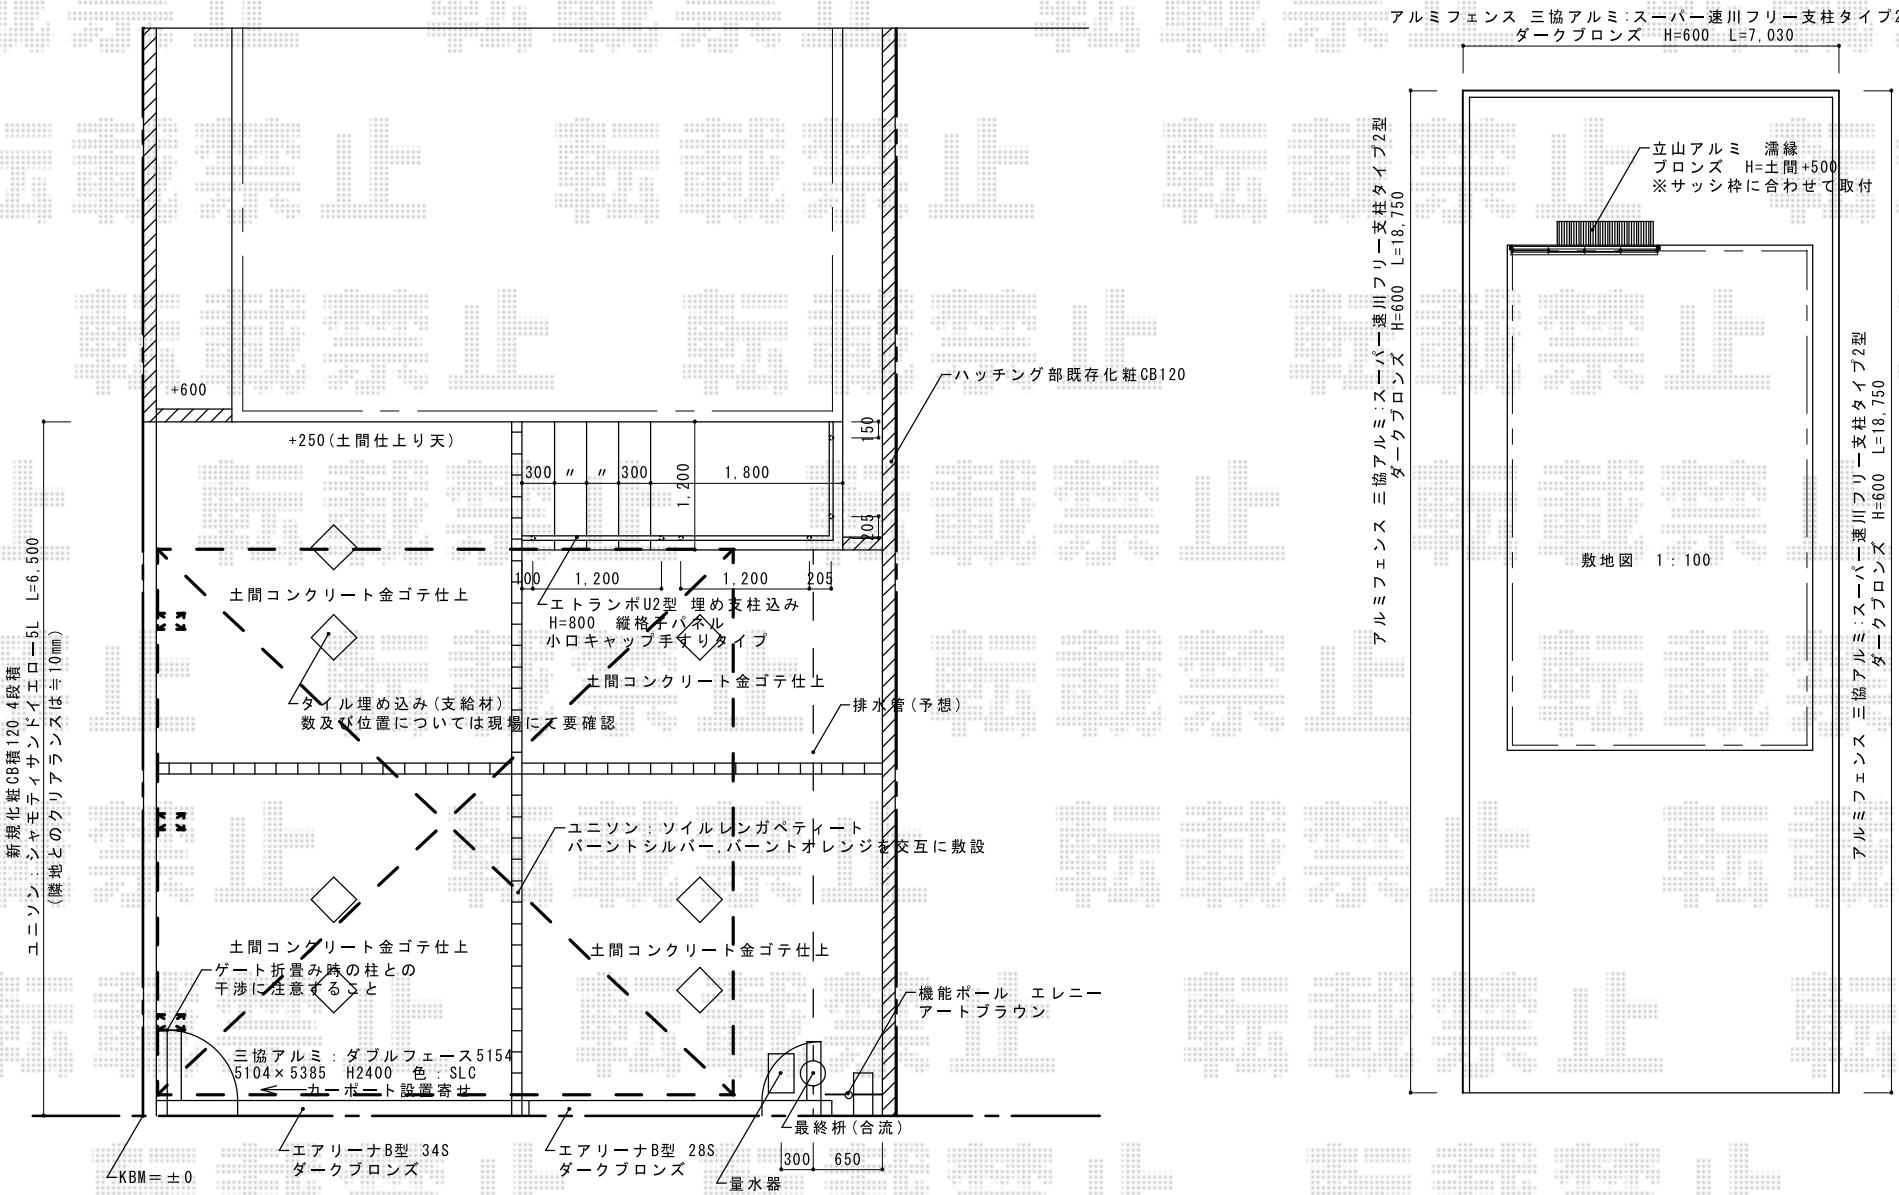 アルミフェンス 三協アルミ:スーパー速川フリー支柱タイプ2
ダークブロンズ H=600 L=7,030
立山アルミ 濡縁
ブロンズ H=土間+500
※サッシ枠に合わせて取付
アルミフェンス 三協アルミ:スーパー速川フリー支柱タイプ2型
ダークブロンズ H=600 L=18,750
アルミフェンス 三協アルミ:スーパー速川フリー支柱タイプ2型
ダークブロンズ H=600 L=18,750
敷地図 1:100
+600
ハッチング部既存化粧CB120
+250(土間仕上り天)
150
300 〃 〃 300
1,200
1,800
205
100 1,200 1,200 205
土間コンクリート金ゴテ仕上
エトランポU2型 埋め支柱込み
H=800 縦格子パネル
小口キャップ手すりタイプ
土間コンクリート金ゴテ仕上
タイル埋め込み(支給材)
数及び位置については現場にて要確認
排水管(予想)
新規化粧CB積120 4段積
ユニソン:シャモティサンドイエロー5L L=6,500
(隣地とのクリアランスは≒10mm)
ユニソン:ソイルレンガペティート
バーントシルバー,バーントオレンジを交互に敷設
土間コンクリート金ゴテ仕上
土間コンクリート金ゴテ仕上
ゲート折畳み時の柱との
干渉に注意すること
機能ポール エレニー
アートブラウン
三協アルミ:ダブルフェース5154
5104×5385 H2400 色:SLC
カーポート設置寄せ
最終枡(合流)
エアリーナB型 34S
ダークブロンズ
エアリーナB型 28S
ダークブロンズ
300 650
量水器
KBM=±0
転載禁止